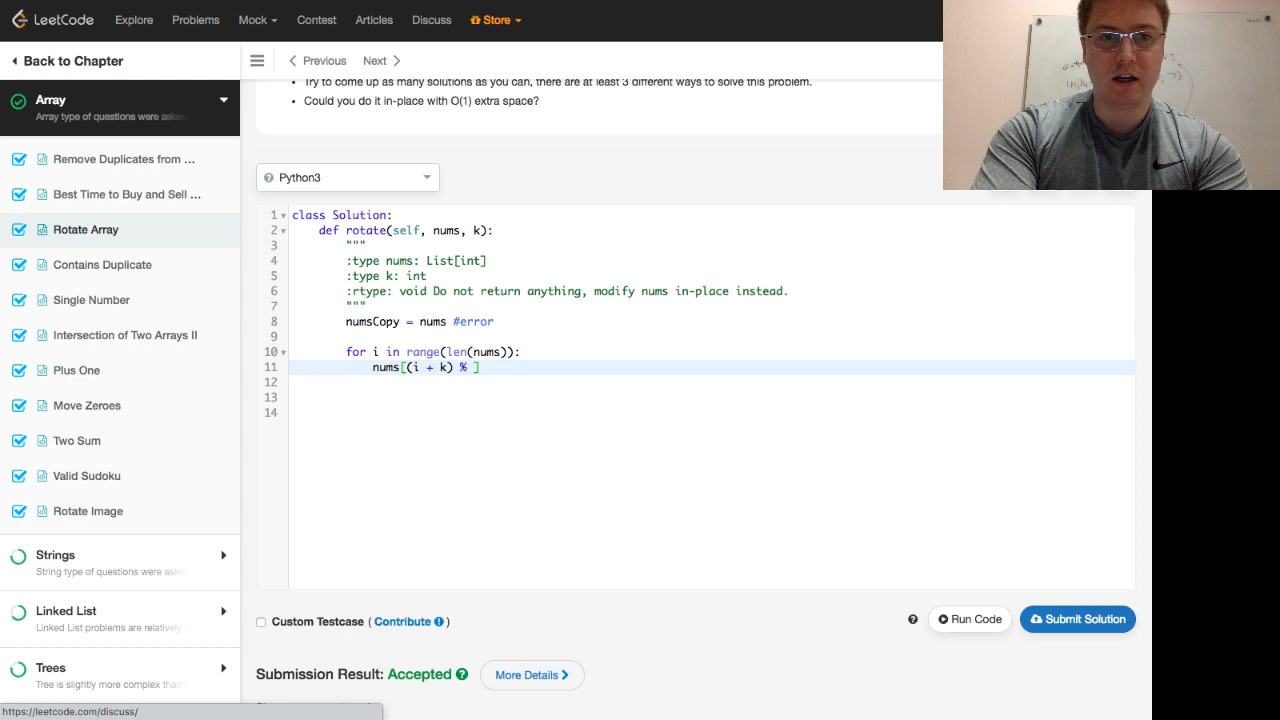 LeetCode Explore Problems Mock Contest Articles Discuss Store
Back to Chapter
Previous Next
Array
Array type of questions were aske
Remove Duplicates from ...
Best Time to Buy and Sell ...
Rotate Array
Contains Duplicate
Single Number
Intersection of Two Arrays II
Plus One
Move Zeroes
Two Sum
Valid Sudoku
Rotate Image
Strings
String type of questions were aske
Linked List
Linked List problems are relatively
Trees
Tree is slightly more complex than
https://leetcode.com/discuss/
• Try to come up as many solutions as you can, there are at least 3 different ways to solve this problem.
• Could you do it in-place with O(1) extra space?
Python3
1 class Solution:
2 def rotate(self, nums, k):
3 """
4 :type nums: List[int]
5 :type k: int
6 :rtype: void Do not return anything, modify nums in-place instead.
7 """
8 numsCopy = nums #error
9
10 for i in range(len(nums)):
11 nums[(i + k) % ]
12
13
14
Custom Testcase ( Contribute )
Run Code Submit Solution
Submission Result: Accepted More Details